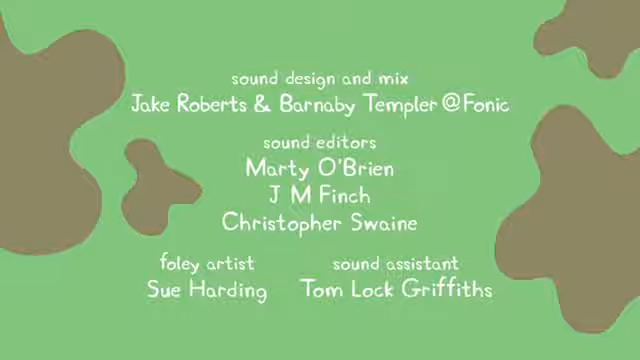 sound design and mix
Jake Roberts & Barnaby Templer @Fonic
sound editors
Marty O'Brien
J M Finch
Christopher Swaine
foley artist
Sue Harding
sound assistant
Tom Lock Griffiths